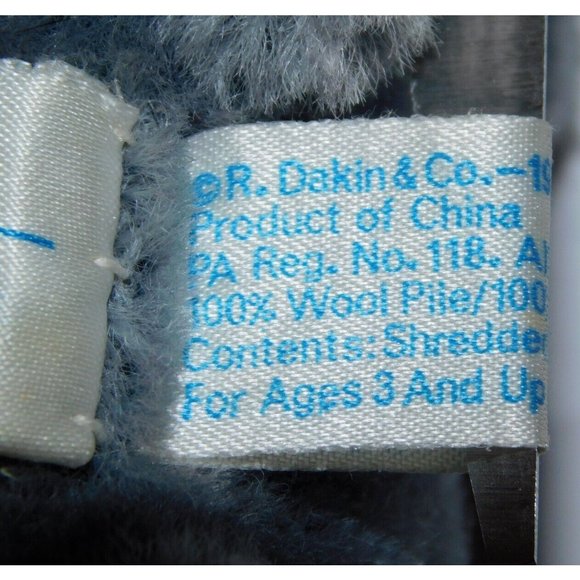 ©R. Dakin & Co.—19
Product of China
PA Reg. No. 118. Al
100% Wool Pile/100
Contents: Shredde
For Ages 3 And Up